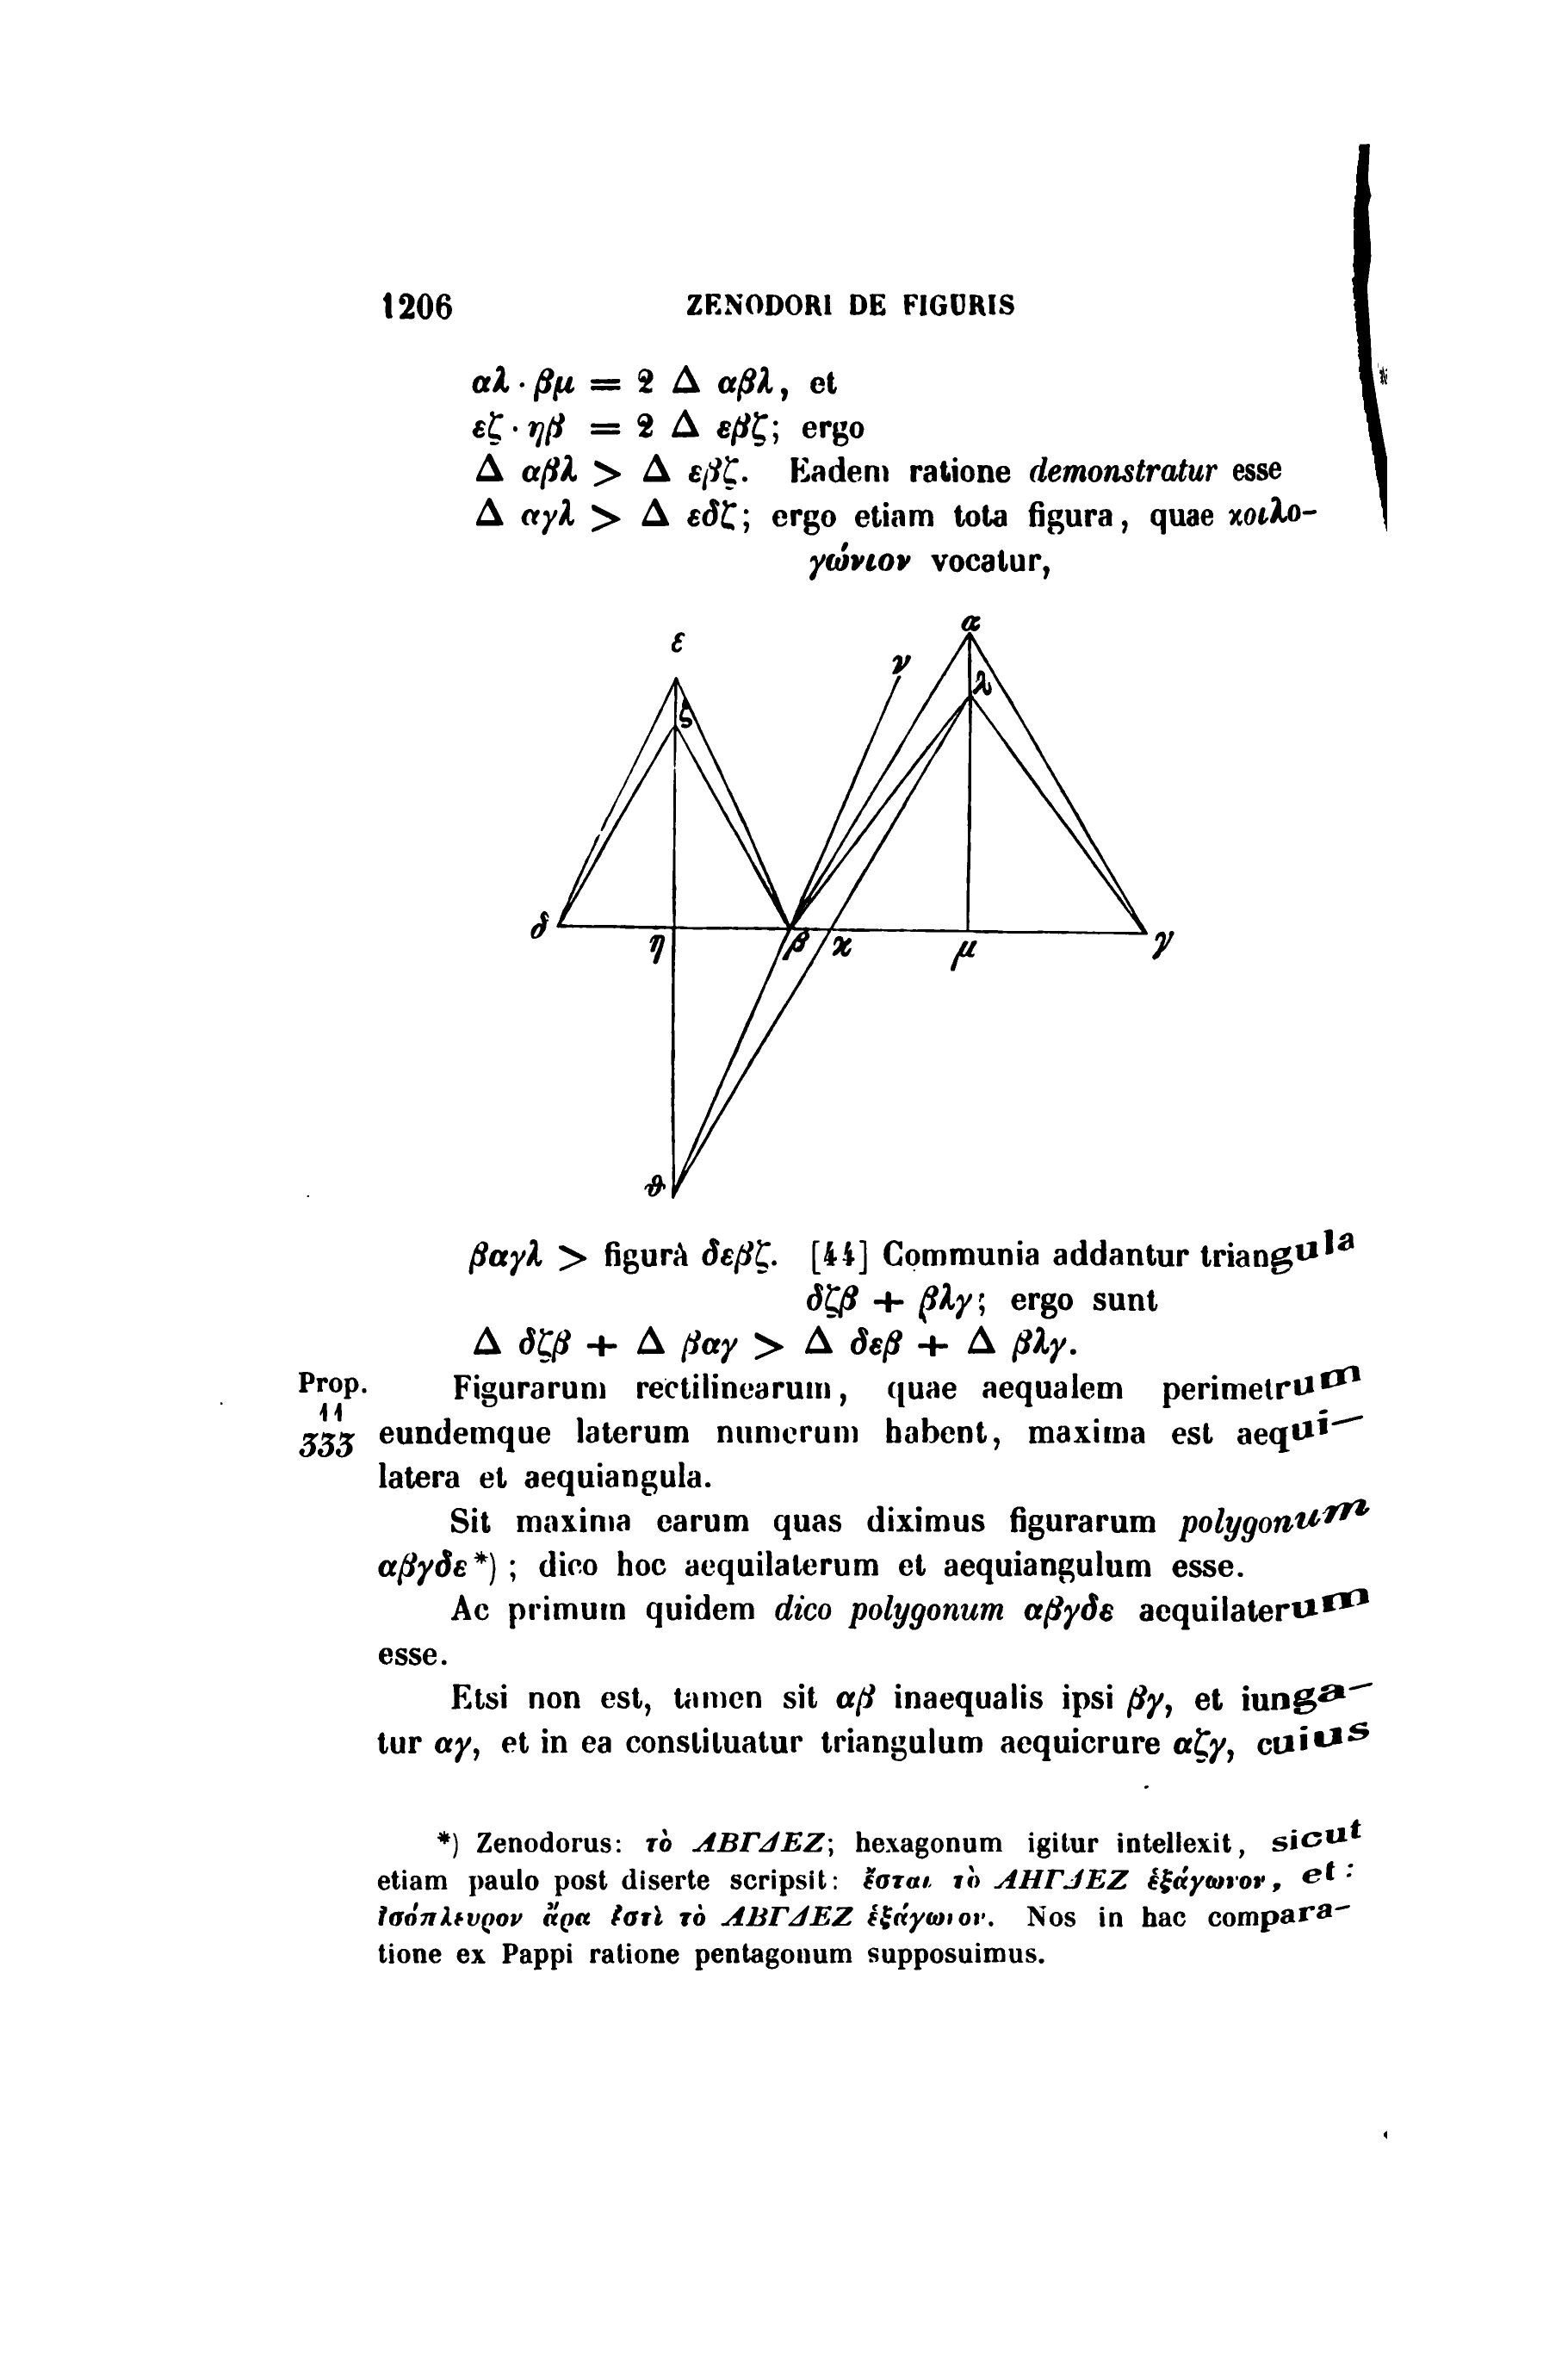 1206 ZENODORI DE FIGURIS
αλ · βμ = 2 Δ αβλ, et
εζ · ηβ = 2 Δ εβζ; ergo
Δ αβλ > Δ εβζ. Eadem ratione demonstratur esse
Δ αγλ > Δ εδζ; ergo etiam tota figura, quae κοιλο-
γώνιον vocatur,
ε
α
ν
λ
ζ
δ
η
β
κ
μ
γ
ϑ
βαγλ > figurâ δεβζ. [44] Communia addantur triangula
δζβ + βλγ; ergo sunt
Δ δζβ + Δ βαγ > Δ δεβ + Δ βλγ.
Prop. Figurarum rectilinearum, quae aequalem perimetrum
11
333 eundemque laterum numerum habent, maxima est aequi-
latera et aequiangula.
Sit maxima earum quas diximus figurarum polygonum
αβγδε*); dico hoc aequilaterum et aequiangulum esse.
Ac primum quidem dico polygonum αβγδε aequilaterum
esse.
Etsi non est, tamen sit αβ inaequalis ipsi βγ, et iunga-
tur αγ, et in ea constituatur triangulum aequicrure αζγ, cuius
*) Zenodorus: τὸ ΑΒΓΔΕΖ; hexagonum igitur intellexit, sicut
etiam paulo post diserte scripsit: ἔσται τὸ ΑΗΓΔΕΖ ἑξάγωνον, et:
ἰσόπλευρον ἄρα ἐστὶ τὸ ΑΒΓΔΕΖ ἑξάγωνον. Nos in hac compara-
tione ex Pappi ratione pentagonum supposuimus.